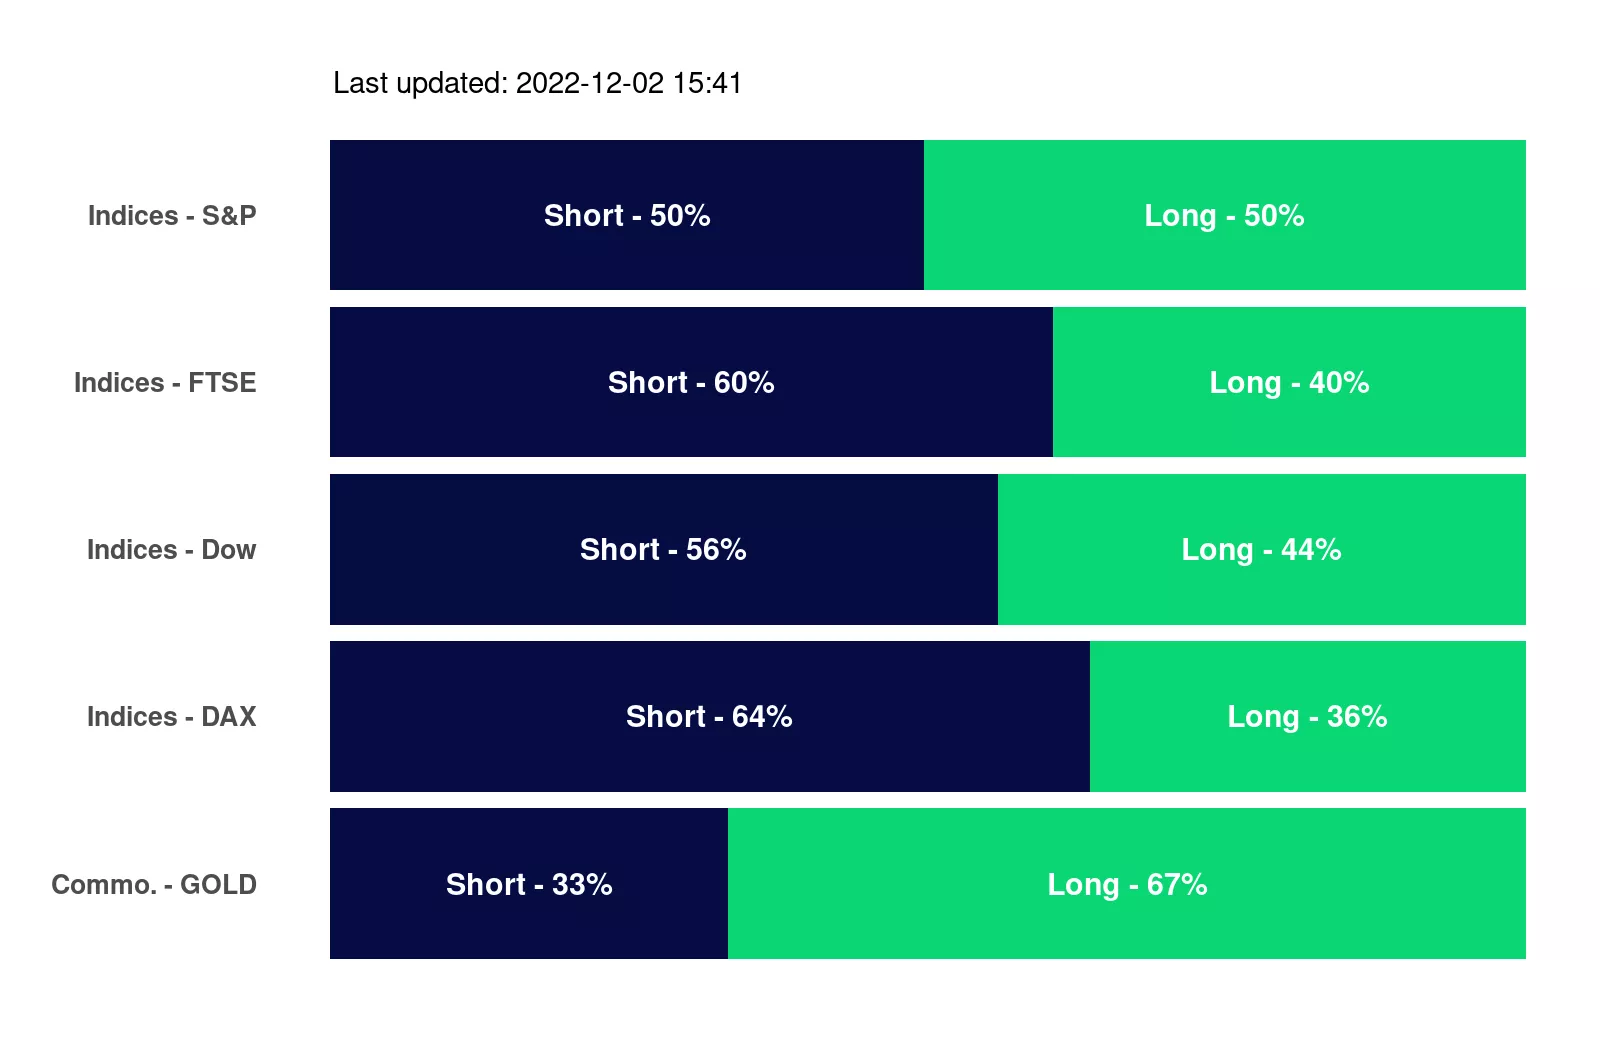 Last updated: 2022-12-02 15:41
Indices - S&P Short - 50% Long - 50%
Indices - FTSE Short - 60% Long - 40%
Indices - Dow Short - 56% Long - 44%
Indices - DAX Short - 64% Long - 36%
Commo. - GOLD Short - 33% Long - 67%